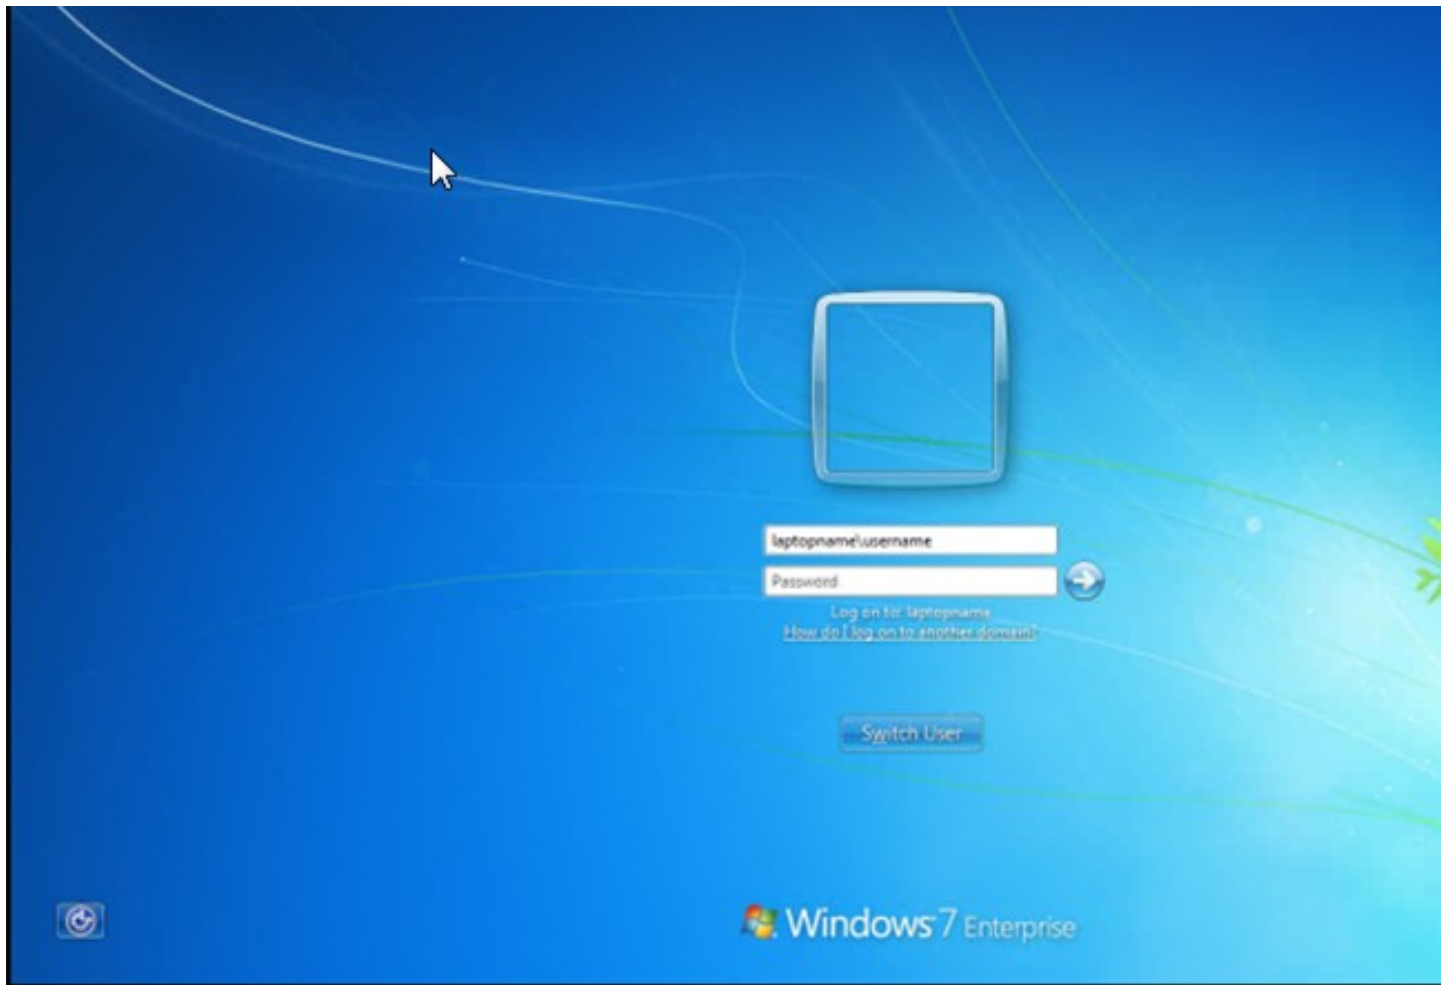 laptopname\username
Password
Log on to: laptopname
How do I log on to another domain?
Switch User
Windows 7 Enterprise